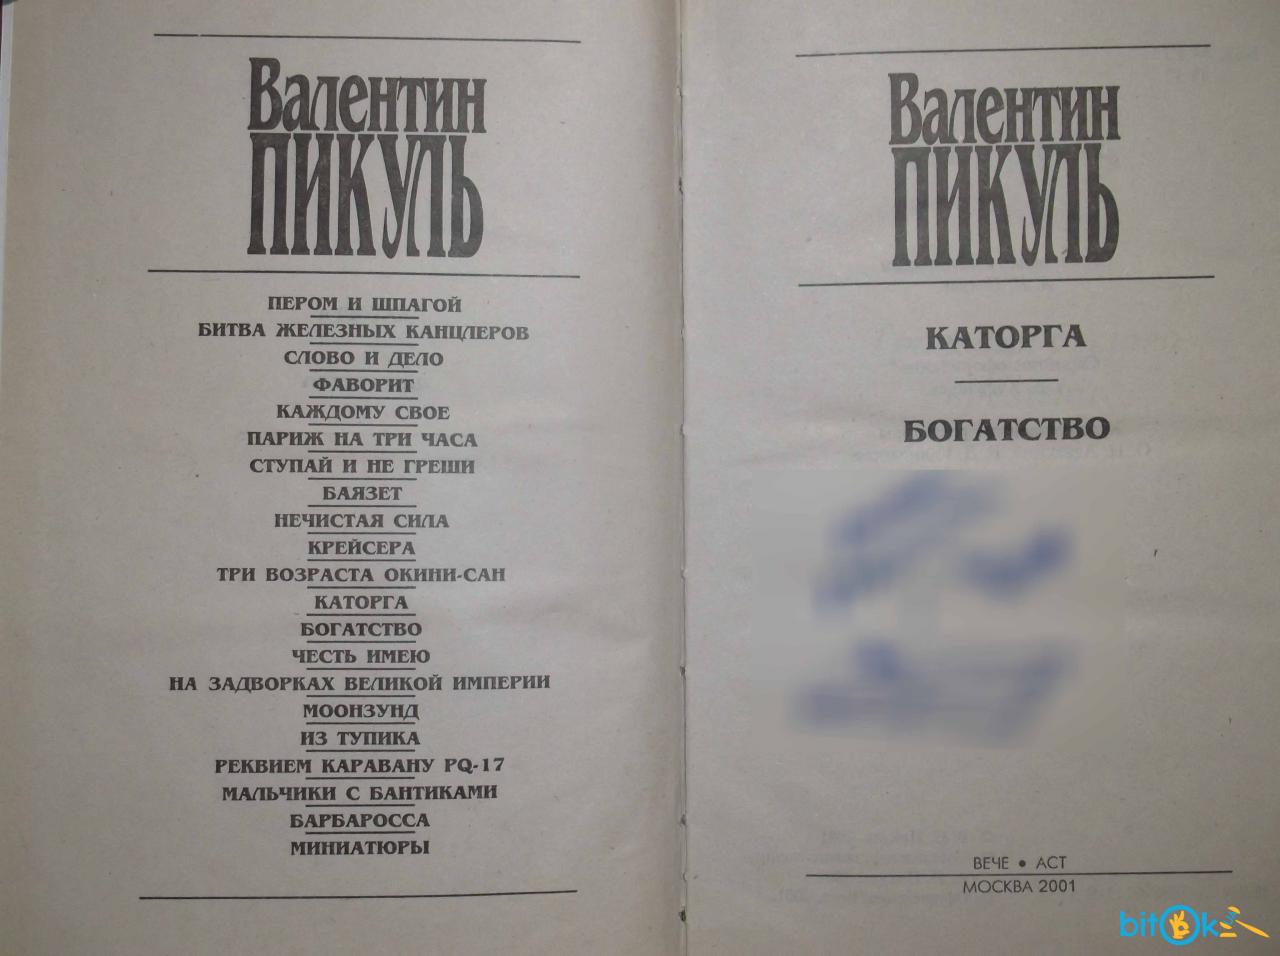 Валентин
ПИКУЛЬ
ПЕРОМ И ШПАГОЙ
БИТВА ЖЕЛЕЗНЫХ КАНЦЛЕРОВ
СЛОВО И ДЕЛО
ФАВОРИТ
КАЖДОМУ СВОЕ
ПАРИЖ НА ТРИ ЧАСА
СТУПАЙ И НЕ ГРЕШИ
БАЯЗЕТ
НЕЧИСТАЯ СИЛА
КРЕЙСЕРА
ТРИ ВОЗРАСТА ОКИНИ-САН
КАТОРГА
БОГАТСТВО
ЧЕСТЬ ИМЕЮ
НА ЗАДВОРКАХ ВЕЛИКОЙ ИМПЕРИИ
МООНЗУНД
ИЗ ТУПИКА
РЕКВИЕМ КАРАВАНУ PQ-17
МАЛЬЧИКИ С БАНТИКАМИ
БАРБАРОССА
МИНИАТЮРЫ
Валентин
ПИКУЛЬ
КАТОРГА
БОГАТСТВО
ВЕЧЕ • АСТ
МОСКВА 2001